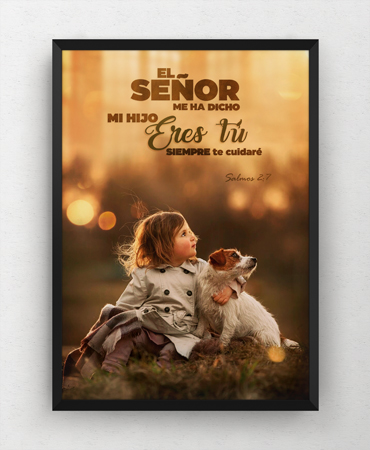 EL
SEÑOR
ME HA DICHO
MI HIJO Eres tú
SIEMPRE te cuidaré
Salmos 2:7